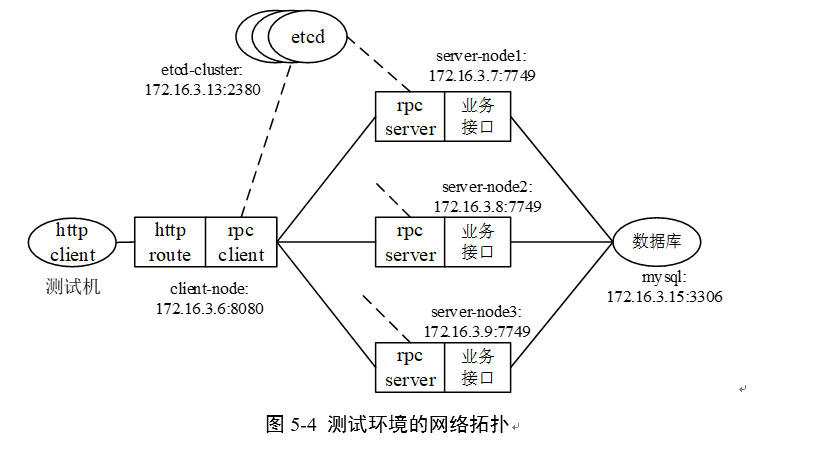 etcd
etcd-cluster:
172.16.3.13:2380
server-node1:
172.16.3.7:7749
rpc
server
业务
接口
server-node2:
172.16.3.8:7749
rpc
server
业务
接口
http
client
测试机
http
route
rpc
client
client-node:
172.16.3.6:8080
数据库
mysql:
172.16.3.15:3306
server-node3:
172.16.3.9:7749
rpc
server
业务
接口
图 5-4 测试环境的网络拓扑